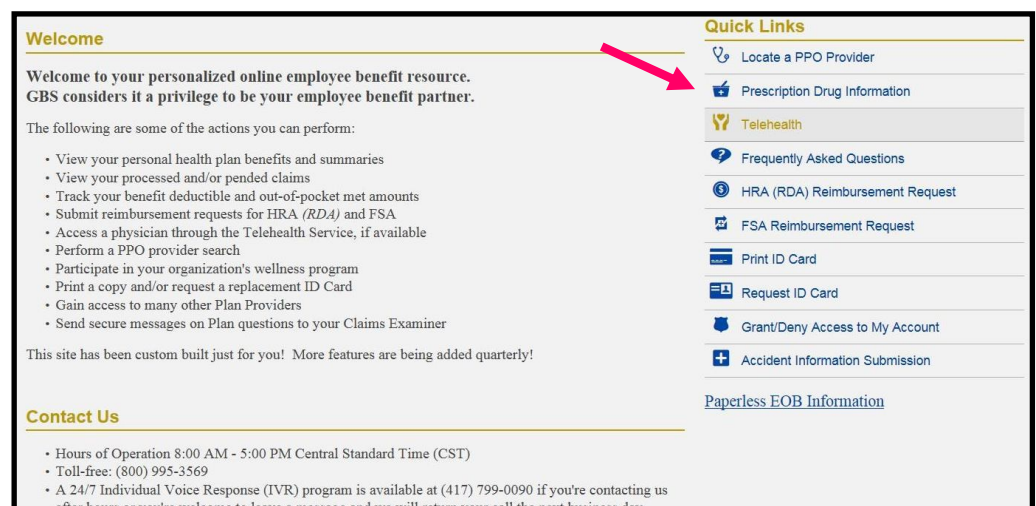 Welcome
Welcome to your personalized online employee benefit resource.
GBS considers it a privilege to be your employee benefit partner.
The following are some of the actions you can perform:
• View your personal health plan benefits and summaries
• View your processed and/or pended claims
• Track your benefit deductible and out-of-pocket met amounts
• Submit reimbursement requests for HRA (RDA) and FSA
• Access a physician through the Telehealth Service, if available
• Perform a PPO provider search
• Participate in your organization's wellness program
• Print a copy and/or request a replacement ID Card
• Gain access to many other Plan Providers
• Send secure messages on Plan questions to your Claims Examiner
This site has been custom built just for you! More features are being added quarterly!
Contact Us
• Hours of Operation 8:00 AM - 5:00 PM Central Standard Time (CST)
• Toll-free: (800) 995-3569
• A 24/7 Individual Voice Response (IVR) program is available at (417) 799-0090 if you're contacting us
Quick Links
Locate a PPO Provider
Prescription Drug Information
Telehealth
Frequently Asked Questions
HRA (RDA) Reimbursement Request
FSA Reimbursement Request
Print ID Card
Request ID Card
Grant/Deny Access to My Account
Accident Information Submission
Paperless EOB Information